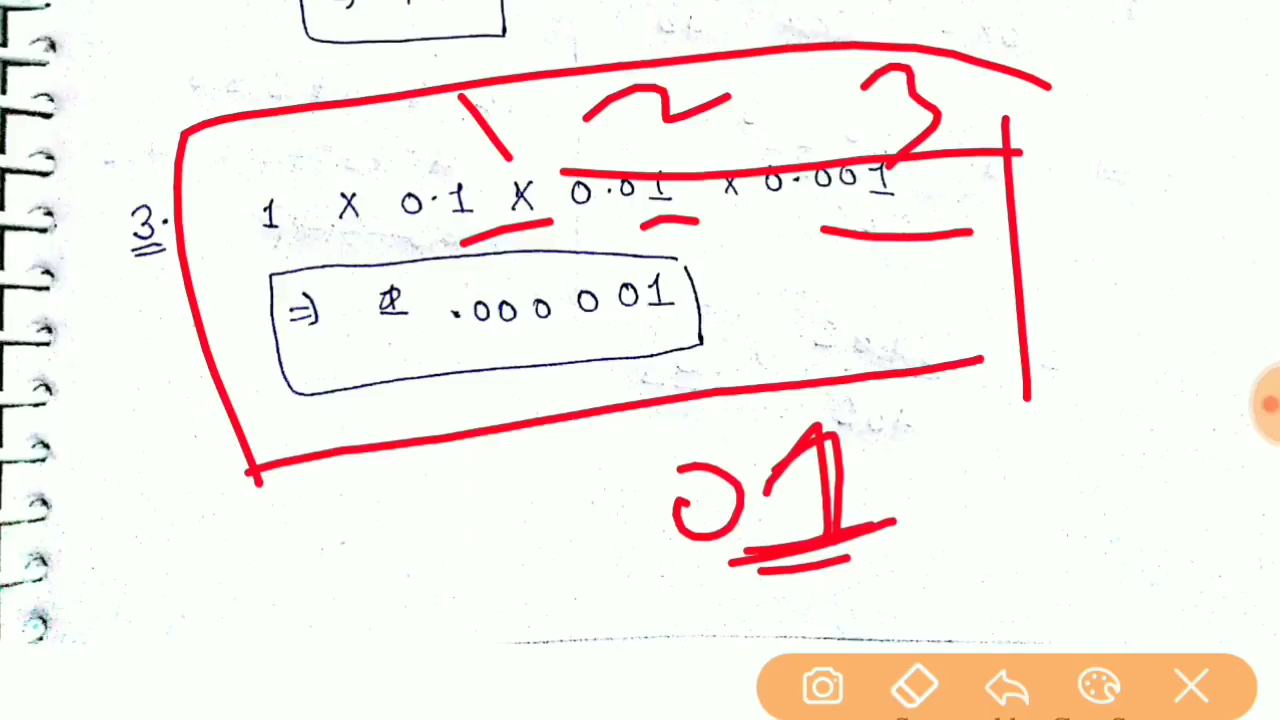 1 2 3
3. 1 x 0.1 x 0.01 x 0.001
=) .000001
01